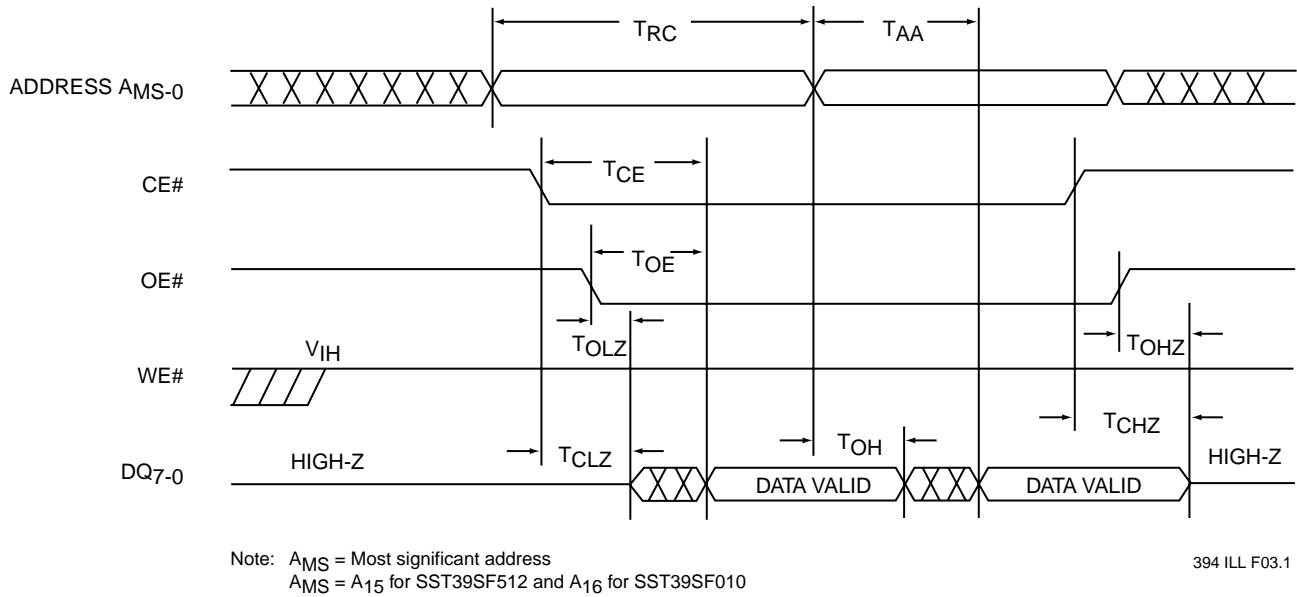 TRC
TAA
ADDRESS AMS-0
TCE
CE#
TOE
OE#
TOLZ
TOHZ
VIH
WE#
TCHZ
TCLZ
TOH
HIGH-Z
HIGH-Z
DQ7-0
DATA VALID
DATA VALID
Note: AMS = Most significant address
AMS = A15 for SST39SF512 and A16 for SST39SF010
394 ILL F03.1